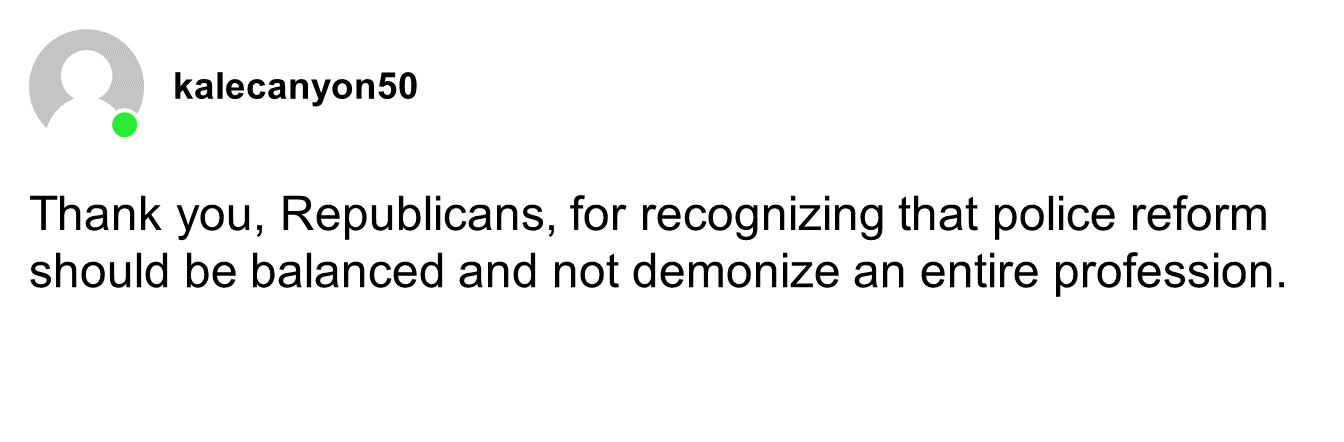 kalecanyon50
Thank you, Republicans, for recognizing that police reform
should be balanced and not demonize an entire profession.